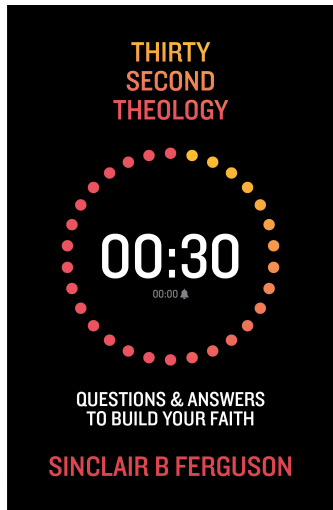 THIRTY
SECOND
THEOLOGY
00:30
00:00
QUESTIONS & ANSWERS
TO BUILD YOUR FAITH
SINCLAIR B FERGUSON